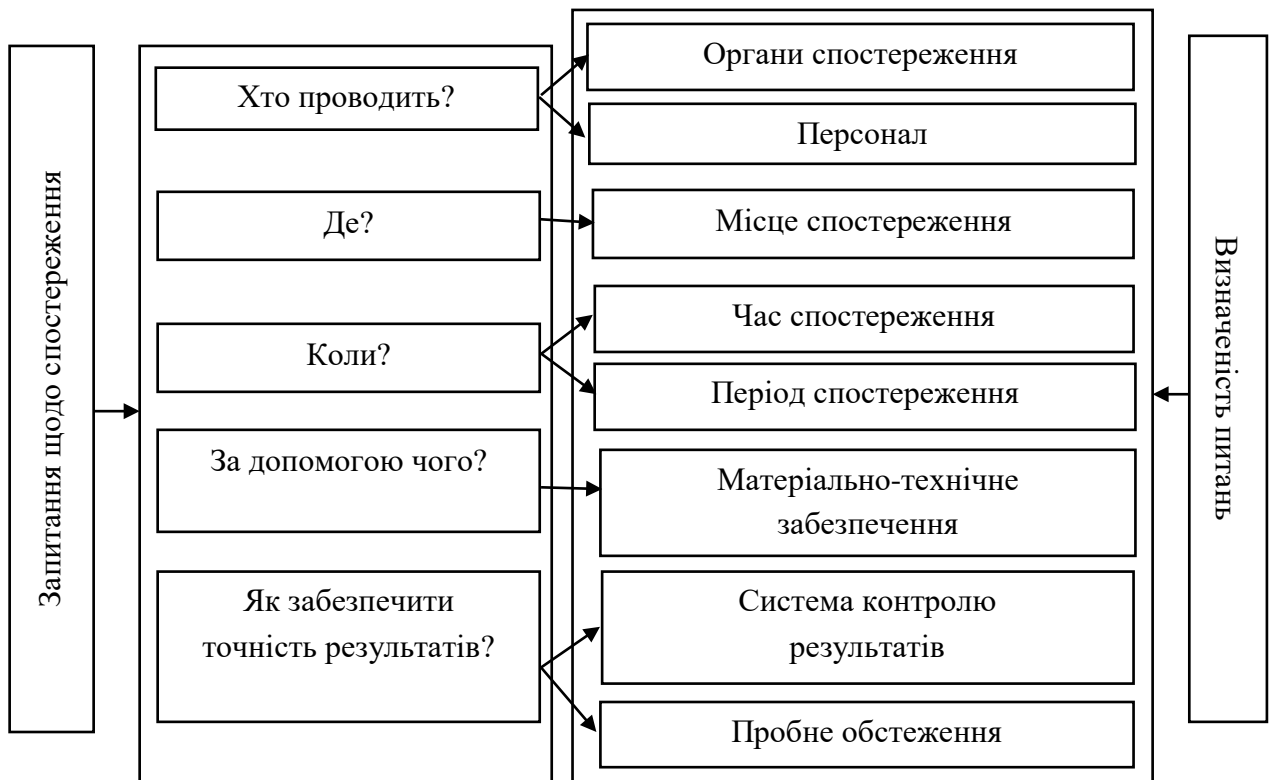 Запитання щодо спостереження
Хто проводить?
Органи спостереження
Персонал
Де?
Місце спостереження
Коли?
Час спостереження
Період спостереження
За допомогою чого?
Матеріально-технічне
забезпечення
Як забезпечити
точність результатів?
Система контролю
результатів
Пробне обстеження
Визначеність питань